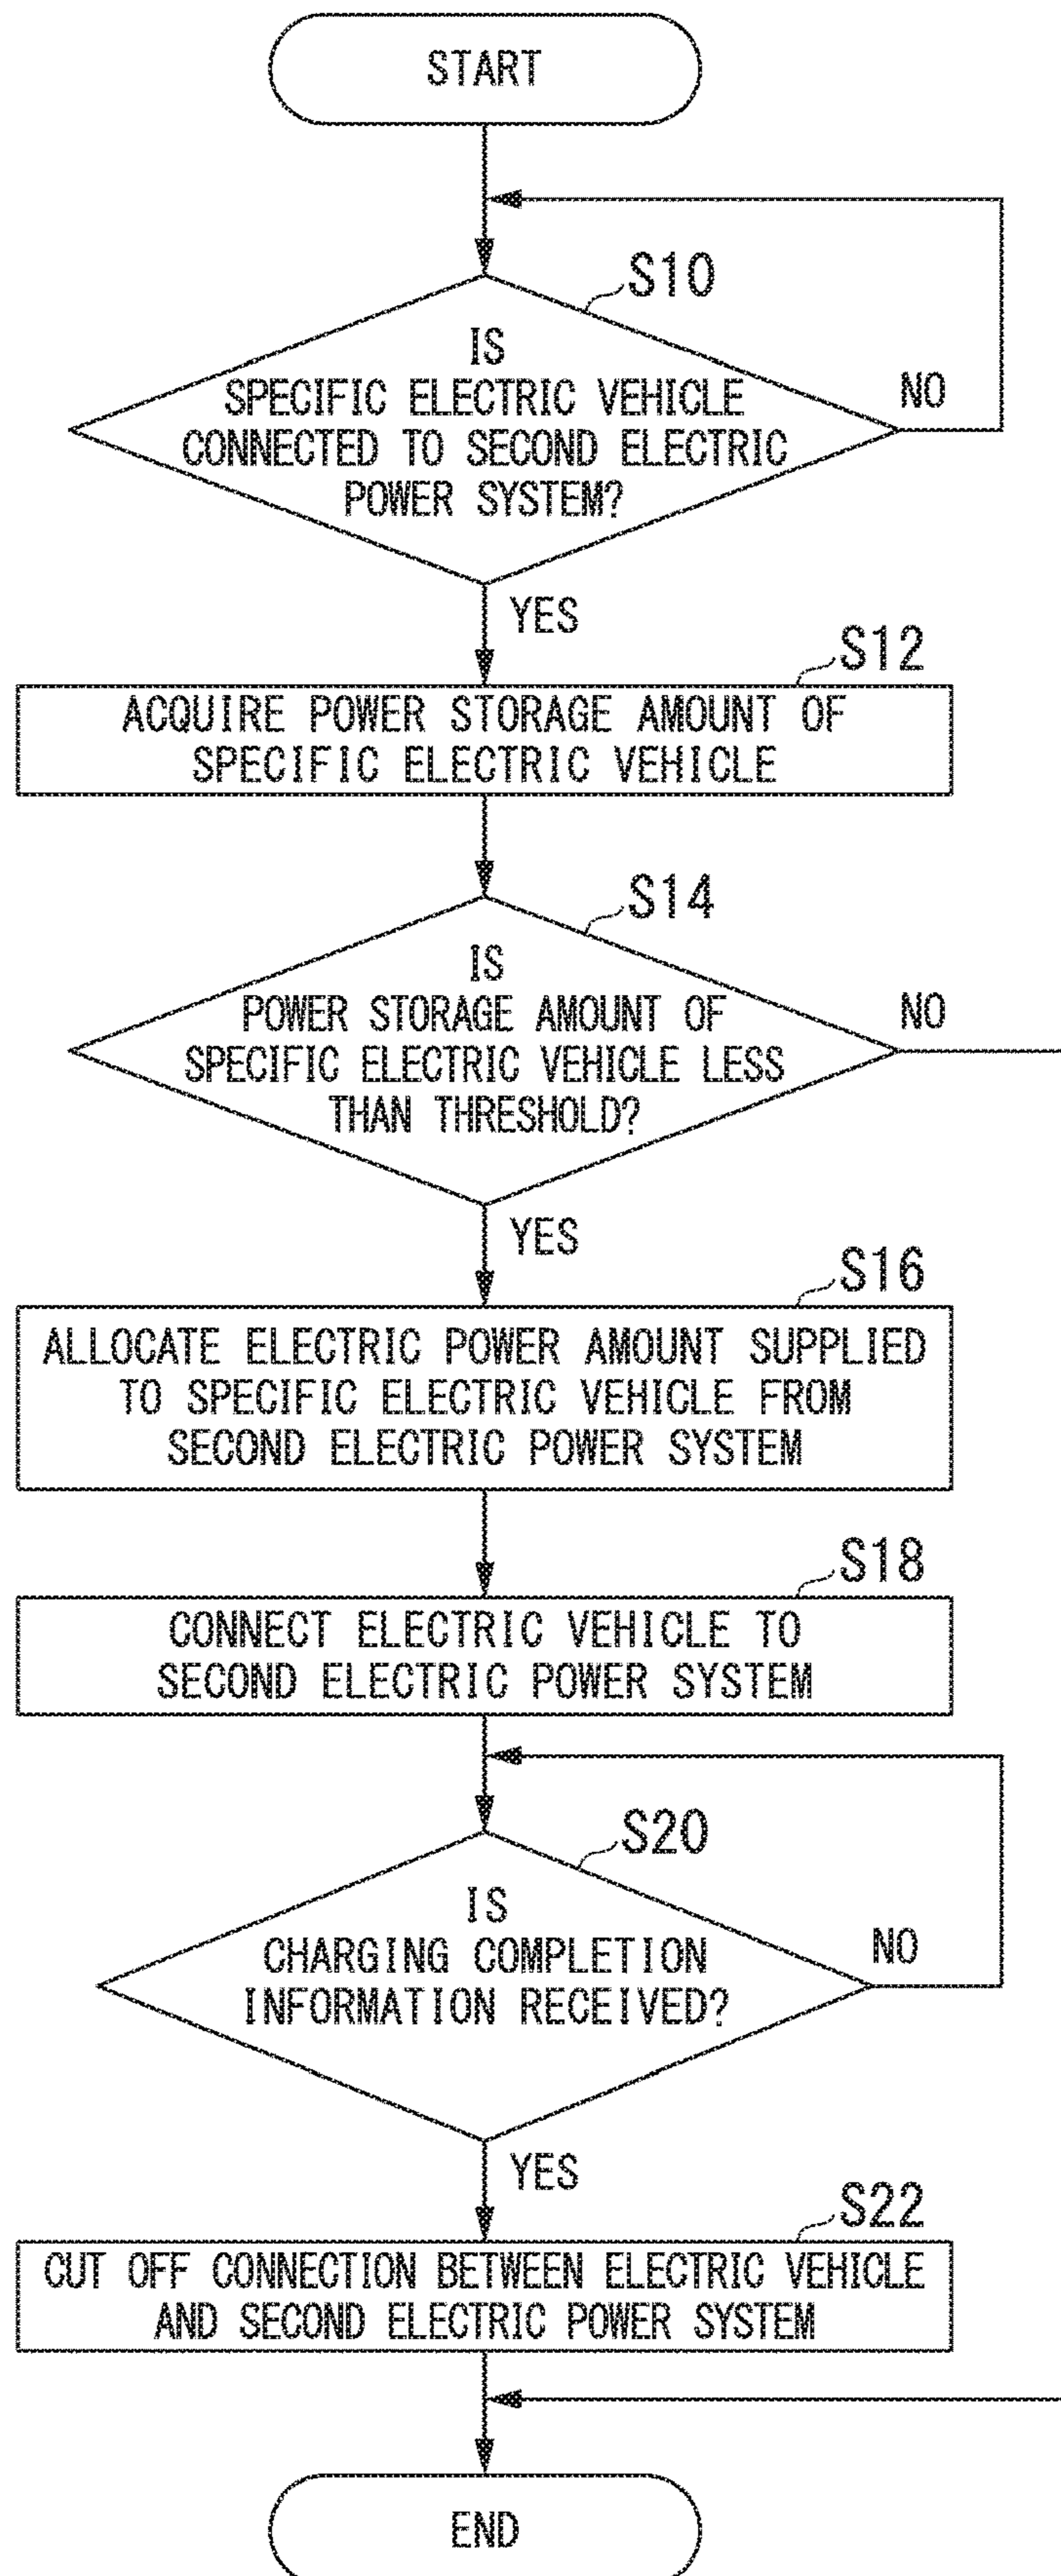 START
S10
IS
SPECIFIC ELECTRIC VEHICLE
CONNECTED TO SECOND ELECTRIC
POWER SYSTEM?
NO
YES
S12
ACQUIRE POWER STORAGE AMOUNT OF
SPECIFIC ELECTRIC VEHICLE
S14
IS
POWER STORAGE AMOUNT OF
SPECIFIC ELECTRIC VEHICLE LESS
THAN THRESHOLD?
NO
YES
S16
ALLOCATE ELECTRIC POWER AMOUNT SUPPLIED
TO SPECIFIC ELECTRIC VEHICLE FROM
SECOND ELECTRIC POWER SYSTEM
S18
CONNECT ELECTRIC VEHICLE TO
SECOND ELECTRIC POWER SYSTEM
S20
IS
CHARGING COMPLETION
INFORMATION RECEIVED?
NO
YES
S22
CUT OFF CONNECTION BETWEEN ELECTRIC VEHICLE
AND SECOND ELECTRIC POWER SYSTEM
END